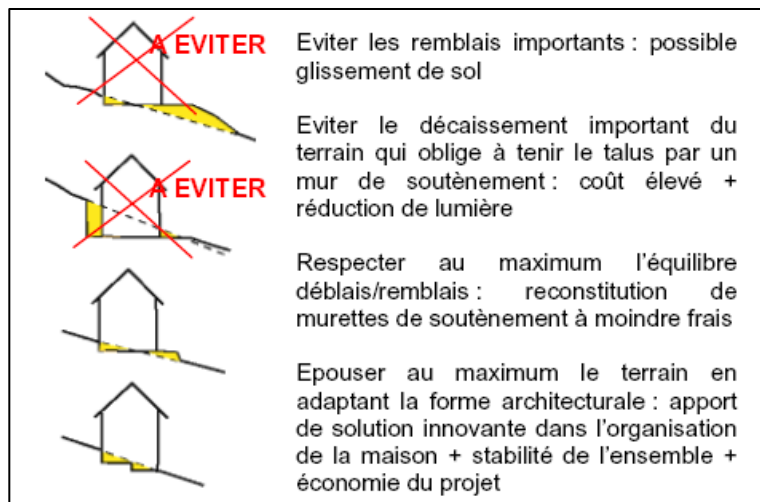 A EVITER
Eviter les remblais importants : possible
glissement de sol
Eviter le décaissement important du
terrain qui oblige à tenir le talus par un
mur de soutènement : coût élevé +
réduction de lumière
A EVITER
Respecter au maximum l'équilibre
déblais/remblais : reconstitution de
murettes de soutènement à moindre frais
Epouser au maximum le terrain en
adaptant la forme architecturale : apport
de solution innovante dans l'organisation
de la maison + stabilité de l'ensemble +
économie du projet